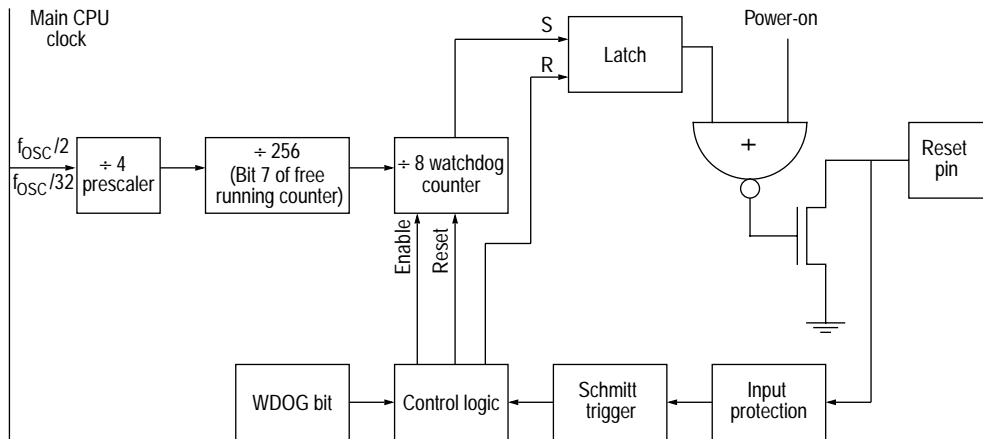 Main CPU
clock
fOSC/2
fOSC/32
÷ 4
prescaler
÷ 256
(Bit 7 of free
running counter)
÷ 8 watchdog
counter
S
R
Latch
Power-on
+
Reset
pin
Enable
Reset
WDOG bit
Control logic
Schmitt
trigger
Input
protection